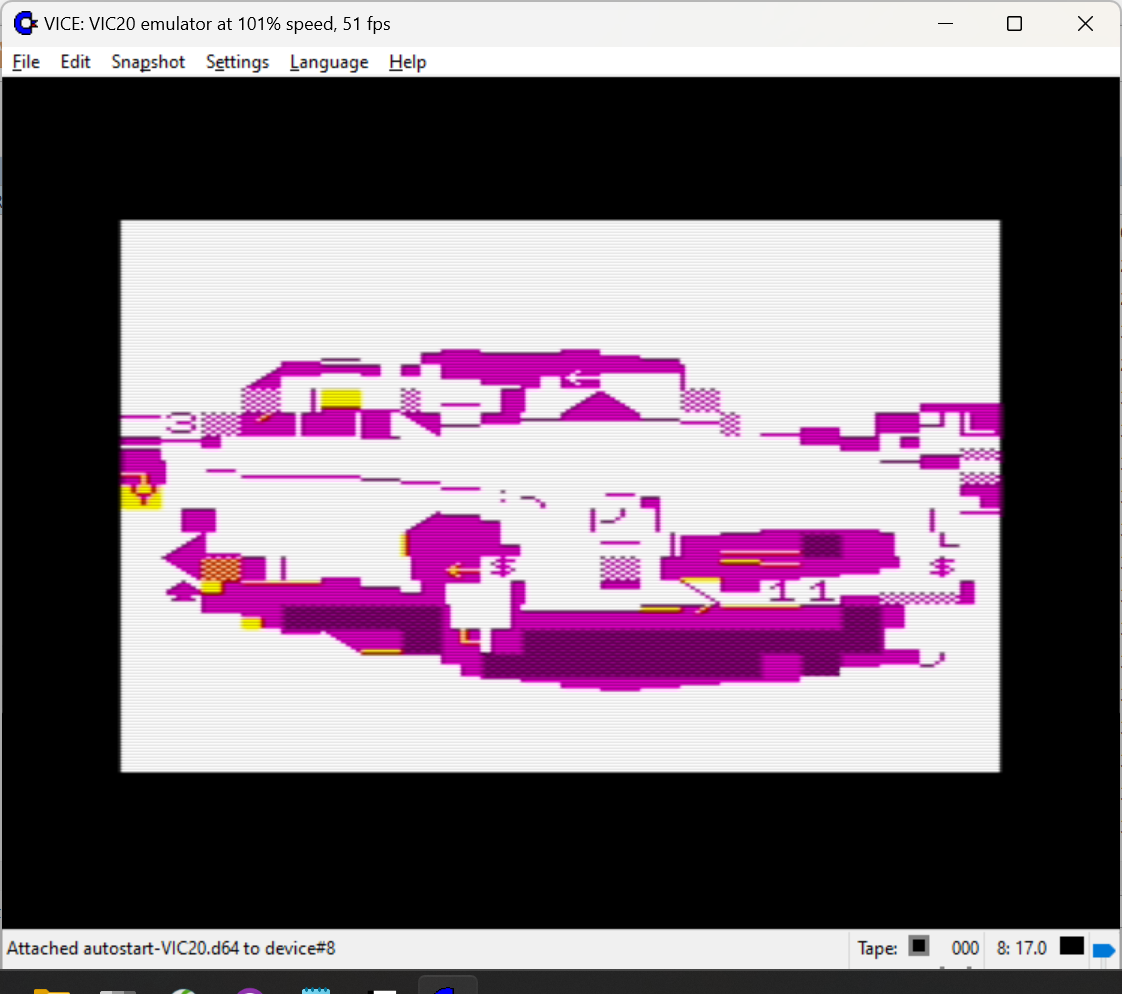 VICE: VIC20 emulator at 101% speed, 51 fps
File Edit Snapshot Settings Language Help
3
11
Attached autostart-VIC20.d64 to device#8 Tape: 000 8: 17.0